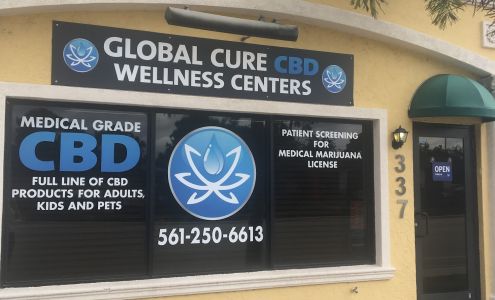 GLOBAL CURE CBD
WELLNESS CENTERS
MEDICAL GRADE
CBD
FULL LINE OF CBD
PRODUCTS FOR ADULTS,
KIDS AND PETS
561-250-6613
PATIENT SCREENING
FOR
MEDICAL MARIJUANA
LICENSE
337
OPEN